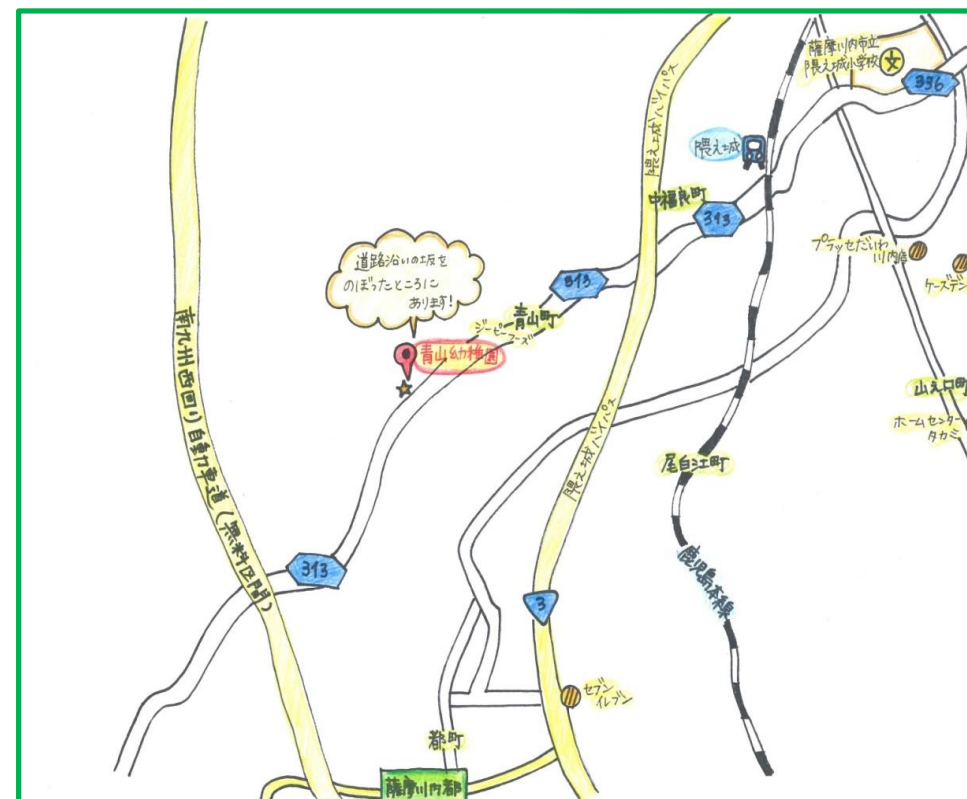 薩摩川内市立
隈之城小学校
文
336
隈之城バイパス
隈之城
中福良町
313
プラッセだいわ
川内店
ケーズデン
道路沿いの坂を
のぼったところに
あります!
313
青山町
ジーピーフーズ
青山幼稚園
南九州西回り自動車道(無料区間)
山之口町
ホームセンター
タカミ
隈之城バイパス
尾白江町
313
鹿児島本線
3
セブン
イレブン
都町
薩摩川内都